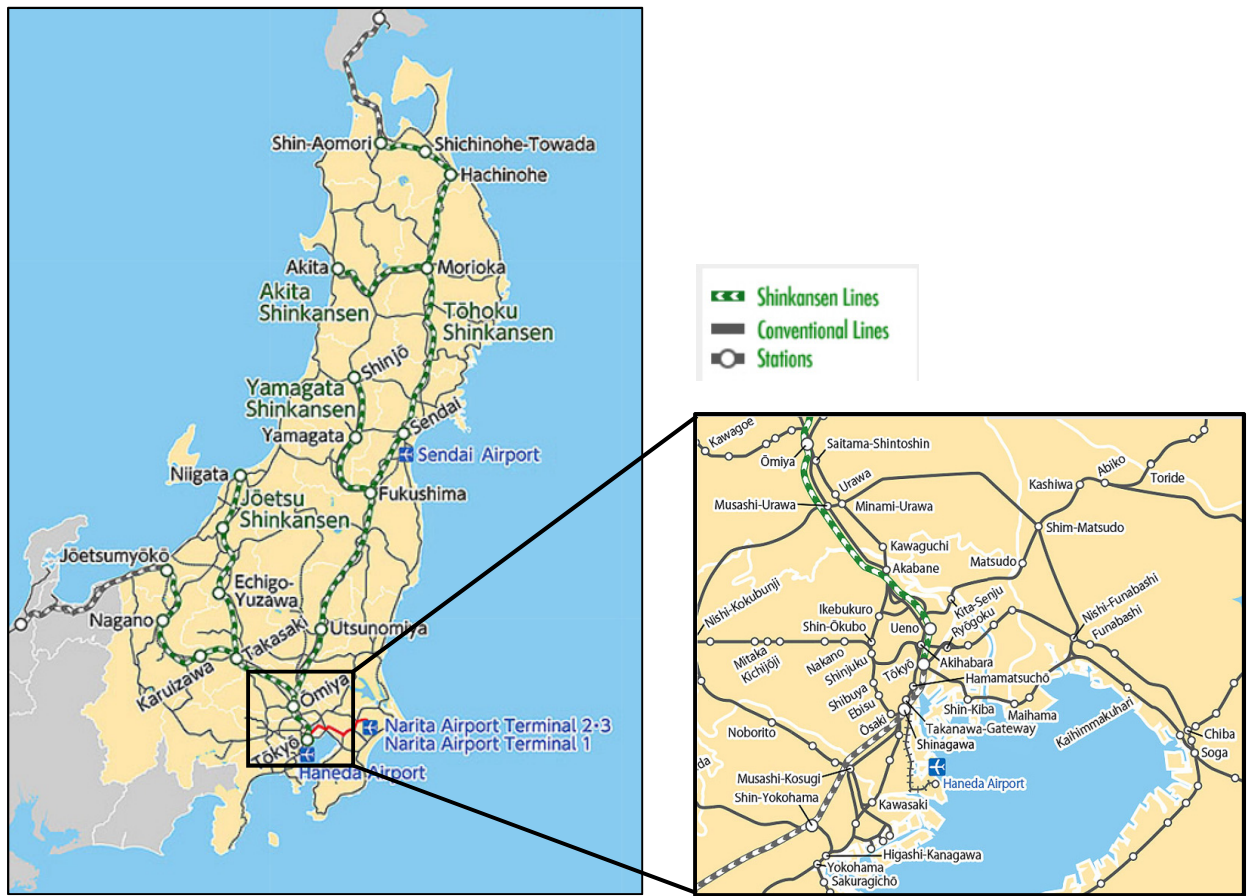 Shin-Aomori
Shichinohe-Towada
Hachinohe
Akita
Morioka
Akita
Shinkansen
Tōhoku
Shinkansen
Shinjō
Yamagata
Shinkansen
Yamagata
Sendai
Sendai Airport
Niigata
Fukushima
Jōetsu
Shinkansen
Jōetsumyōkō
Echigo-
Yuzawa
Nagano
Takasaki
Utsunomiya
Karuizawa
Ōmiya
Narita Airport Terminal 2・3
Narita Airport Terminal 1
Tōkyō
Haneda Airport
Shinkansen Lines
Conventional Lines
Stations
Kawagoe
Saitama-Shintoshin
Ōmiya
Urawa
Abiko
Toride
Kashiwa
Musashi-Urawa
Minami-Urawa
Shim-Matsudo
Kawaguchi
Akabane
Matsudo
Nishi-Kokubunji
Ikebukuro
Kita-Senju
Nishi-Funabashi
Funabashi
Shin-Ōkubo
Ueno
Ryōgoku
Mitaka
Kichijōji
Nakano
Shinjuku
Tōkyō
Akihabara
Hamamatsuchō
Shibuya
Ebisu
Ōsaki
Shin-Kiba
Maihama
Kaihimmakuhari
Takanawa-Gateway
Shinagawa
Noborito
Chiba
Soga
da
Musashi-Kosugi
Haneda Airport
Shin-Yokohama
Kawasaki
Higashi-Kanagawa
Yokohama
Sakuragichō